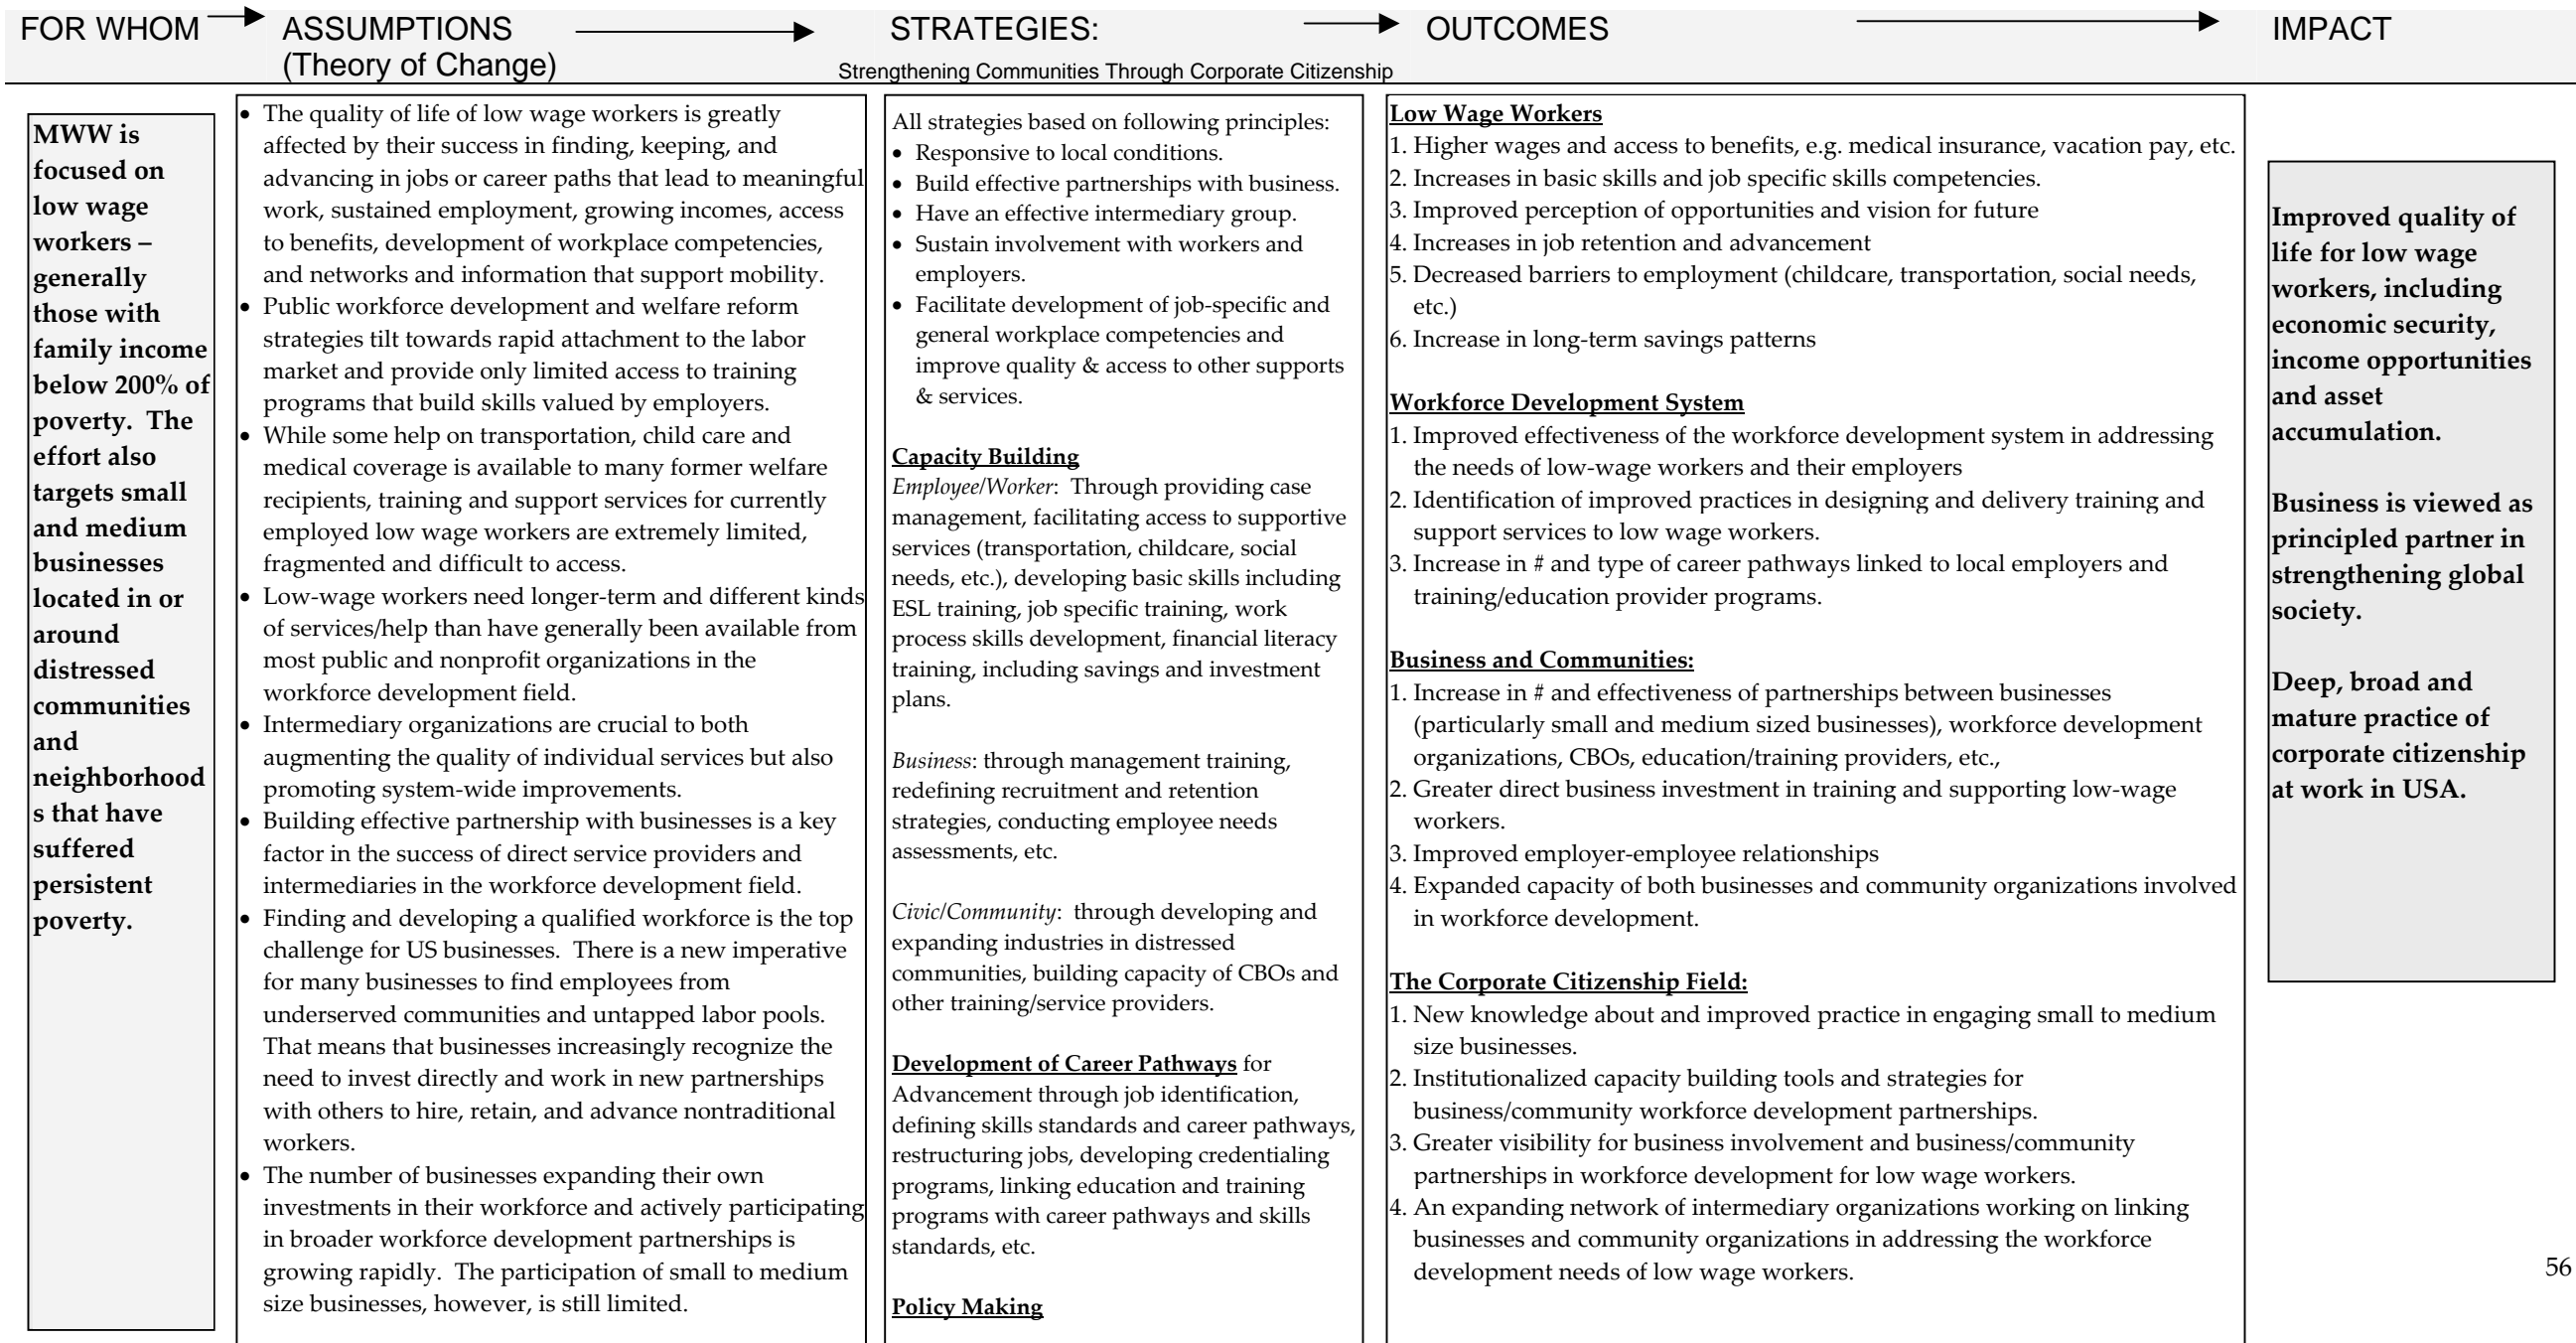 FOR WHOM
ASSUMPTIONS
(Theory of Change)
STRATEGIES:
Strengthening Communities Through Corporate Citizenship
OUTCOMES
IMPACT
MWW is
focused on
low wage
workers –
generally
those with
family income
below 200% of
poverty.  The
effort also
targets small
and medium
businesses
located in or
around
distressed
communities
and
neighborhood
s that have
suffered
persistent
poverty.
• The quality of life of low wage workers is greatly
affected by their success in finding, keeping, and
advancing in jobs or career paths that lead to meaningful
work, sustained employment, growing incomes, access
to benefits, development of workplace competencies,
and networks and information that support mobility.
• Public workforce development and welfare reform
strategies tilt towards rapid attachment to the labor
market and provide only limited access to training
programs that build skills valued by employers.
• While some help on transportation, child care and
medical coverage is available to many former welfare
recipients, training and support services for currently
employed low wage workers are extremely limited,
fragmented and difficult to access.
• Low-wage workers need longer-term and different kinds
of services/help than have generally been available from
most public and nonprofit organizations in the
workforce development field.
• Intermediary organizations are crucial to both
augmenting the quality of individual services but also
promoting system-wide improvements.
• Building effective partnership with businesses is a key
factor in the success of direct service providers and
intermediaries in the workforce development field.
• Finding and developing a qualified workforce is the top
challenge for US businesses.  There is a new imperative
for many businesses to find employees from
underserved communities and untapped labor pools.
That means that businesses increasingly recognize the
need to invest directly and work in new partnerships
with others to hire, retain, and advance nontraditional
workers.
• The number of businesses expanding their own
investments in their workforce and actively participating
in broader workforce development partnerships is
growing rapidly.  The participation of small to medium
size businesses, however, is still limited.
All strategies based on following principles:
• Responsive to local conditions.
• Build effective partnerships with business.
• Have an effective intermediary group.
• Sustain involvement with workers and
employers.
• Facilitate development of job-specific and
general workplace competencies and
improve quality & access to other supports
& services.
Capacity Building
Employee/Worker:  Through providing case
management, facilitating access to supportive
services (transportation, childcare, social
needs, etc.), developing basic skills including
ESL training, job specific training, work
process skills development, financial literacy
training, including savings and investment
plans.
Business: through management training,
redefining recruitment and retention
strategies, conducting employee needs
assessments, etc.
Civic/Community:  through developing and
expanding industries in distressed
communities, building capacity of CBOs and
other training/service providers.
Development of Career Pathways for
Advancement through job identification,
defining skills standards and career pathways,
restructuring jobs, developing credentialing
programs, linking education and training
programs with career pathways and skills
standards, etc.
Policy Making
Low Wage Workers
1. Higher wages and access to benefits, e.g. medical insurance, vacation pay, etc.
2. Increases in basic skills and job specific skills competencies.
3. Improved perception of opportunities and vision for future
4. Increases in job retention and advancement
5. Decreased barriers to employment (childcare, transportation, social needs,
etc.)
6. Increase in long-term savings patterns
Workforce Development System
1. Improved effectiveness of the workforce development system in addressing
the needs of low-wage workers and their employers
2. Identification of improved practices in designing and delivery training and
support services to low wage workers.
3. Increase in # and type of career pathways linked to local employers and
training/education provider programs.
Business and Communities:
1. Increase in # and effectiveness of partnerships between businesses
(particularly small and medium sized businesses), workforce development
organizations, CBOs, education/training providers, etc.,
2. Greater direct business investment in training and supporting low-wage
workers.
3. Improved employer-employee relationships
4. Expanded capacity of both businesses and community organizations involved
in workforce development.
The Corporate Citizenship Field:
1. New knowledge about and improved practice in engaging small to medium
size businesses.
2. Institutionalized capacity building tools and strategies for
business/community workforce development partnerships.
3. Greater visibility for business involvement and business/community
partnerships in workforce development for low wage workers.
4. An expanding network of intermediary organizations working on linking
businesses and community organizations in addressing the workforce
development needs of low wage workers.
Improved quality of
life for low wage
workers, including
economic security,
income opportunities
and asset
accumulation.
Business is viewed as
principled partner in
strengthening global
society.
Deep, broad and
mature practice of
corporate citizenship
at work in USA.
56